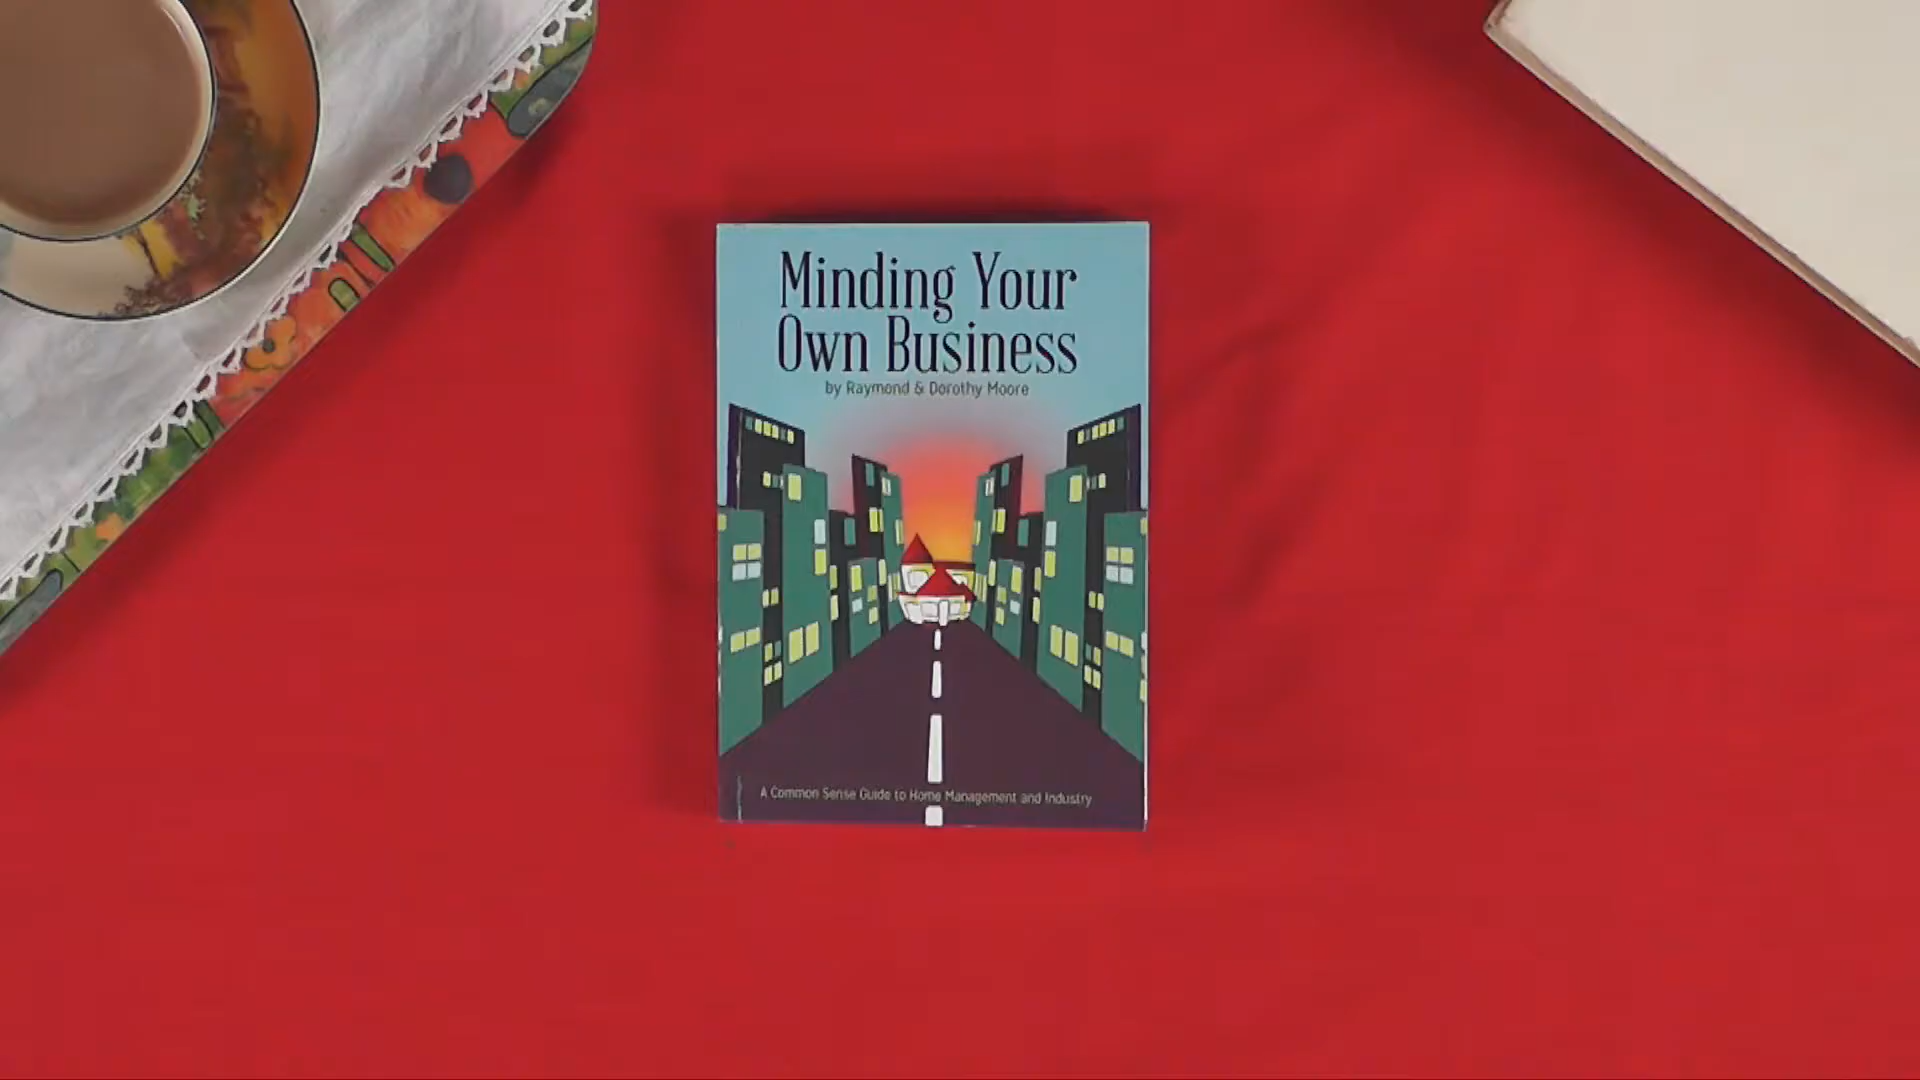 Minding Your
Own Business
by Raymond & Dorothy Moore
A Common Sense Guide to Home Management and Industry